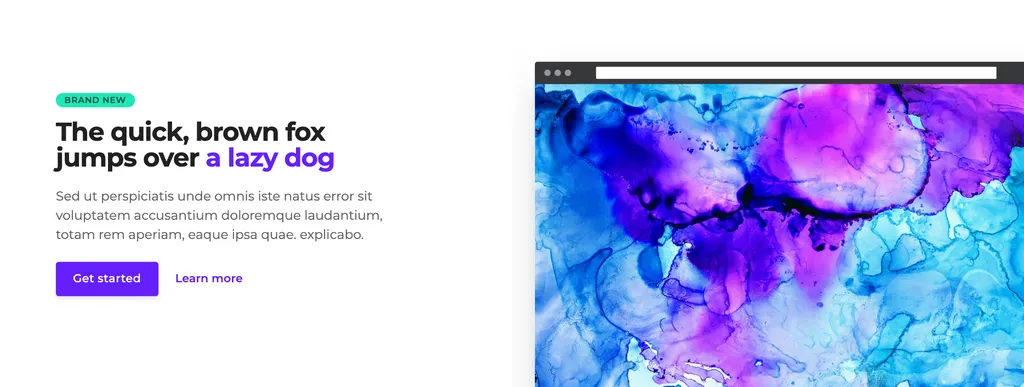 BRAND NEW
The quick, brown fox
jumps over a lazy dog
Sed ut perspiciatis unde omnis iste natus error sit
voluptatem accusantium doloremque laudantium,
totam rem aperiam, eaque ipsa quae. explicabo.
Get started Learn more